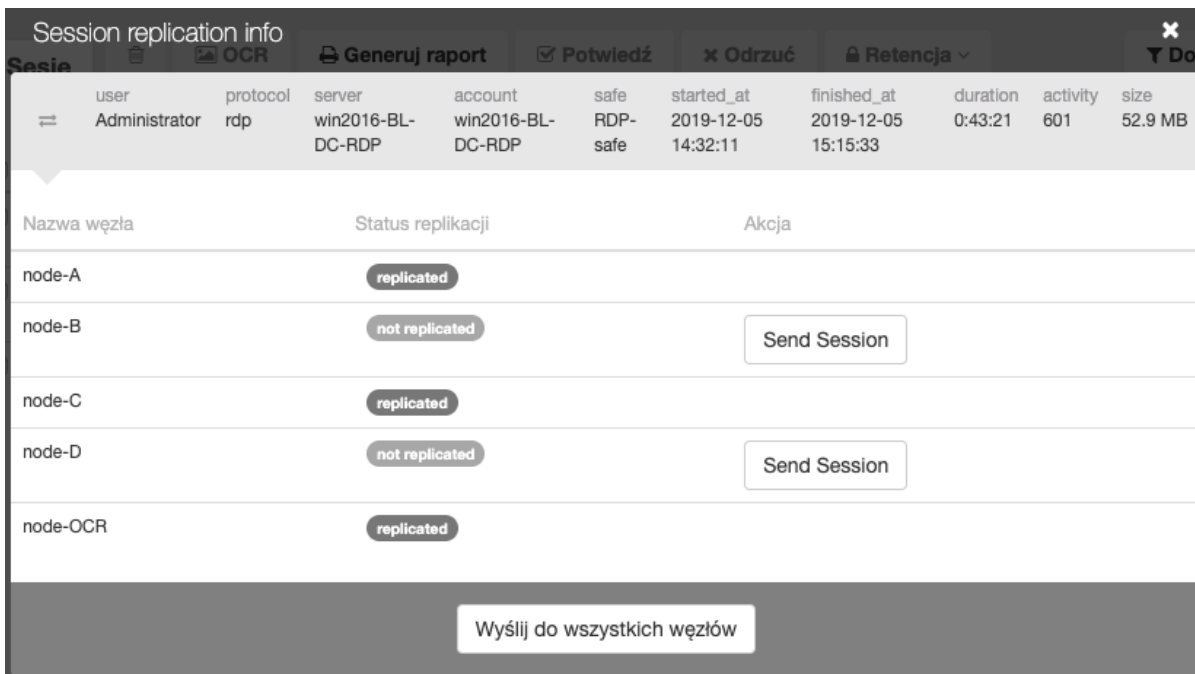 Session replication info
Sesie OCR Generuj raport Potwiedź Odrzuć Retencja Do
user protocol server account safe started_at finished_at duration activity size
Administrator rdp win2016-BL- win2016-BL- RDP- 2019-12-05 2019-12-05 0:43:21 601 52.9 MB
DC-RDP DC-RDP safe 14:32:11 15:15:33
Nazwa węzła Status replikacji Akcja
node-A replicated
node-B not replicated Send Session
node-C replicated
node-D not replicated Send Session
node-OCR replicated
Wyślij do wszystkich węzłów